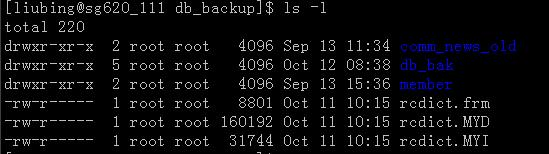 [liubing@sg620_111 db_backup]$ ls -l
total 220
drwxr-xr-x  2 root root   4096 Sep 13 11:34 comm_news_old
drwxr-xr-x  5 root root   4096 Oct 12 08:38 db_bak
drwxr-xr-x  2 root root   4096 Sep 13 15:36 member
-rw-r-----  1 root root   8801 Oct 11 10:15 rcdict.frm
-rw-r-----  1 root root 160192 Oct 11 10:15 rcdict.MYD
-rw-r-----  1 root root  31744 Oct 11 10:15 rcdict.MYI